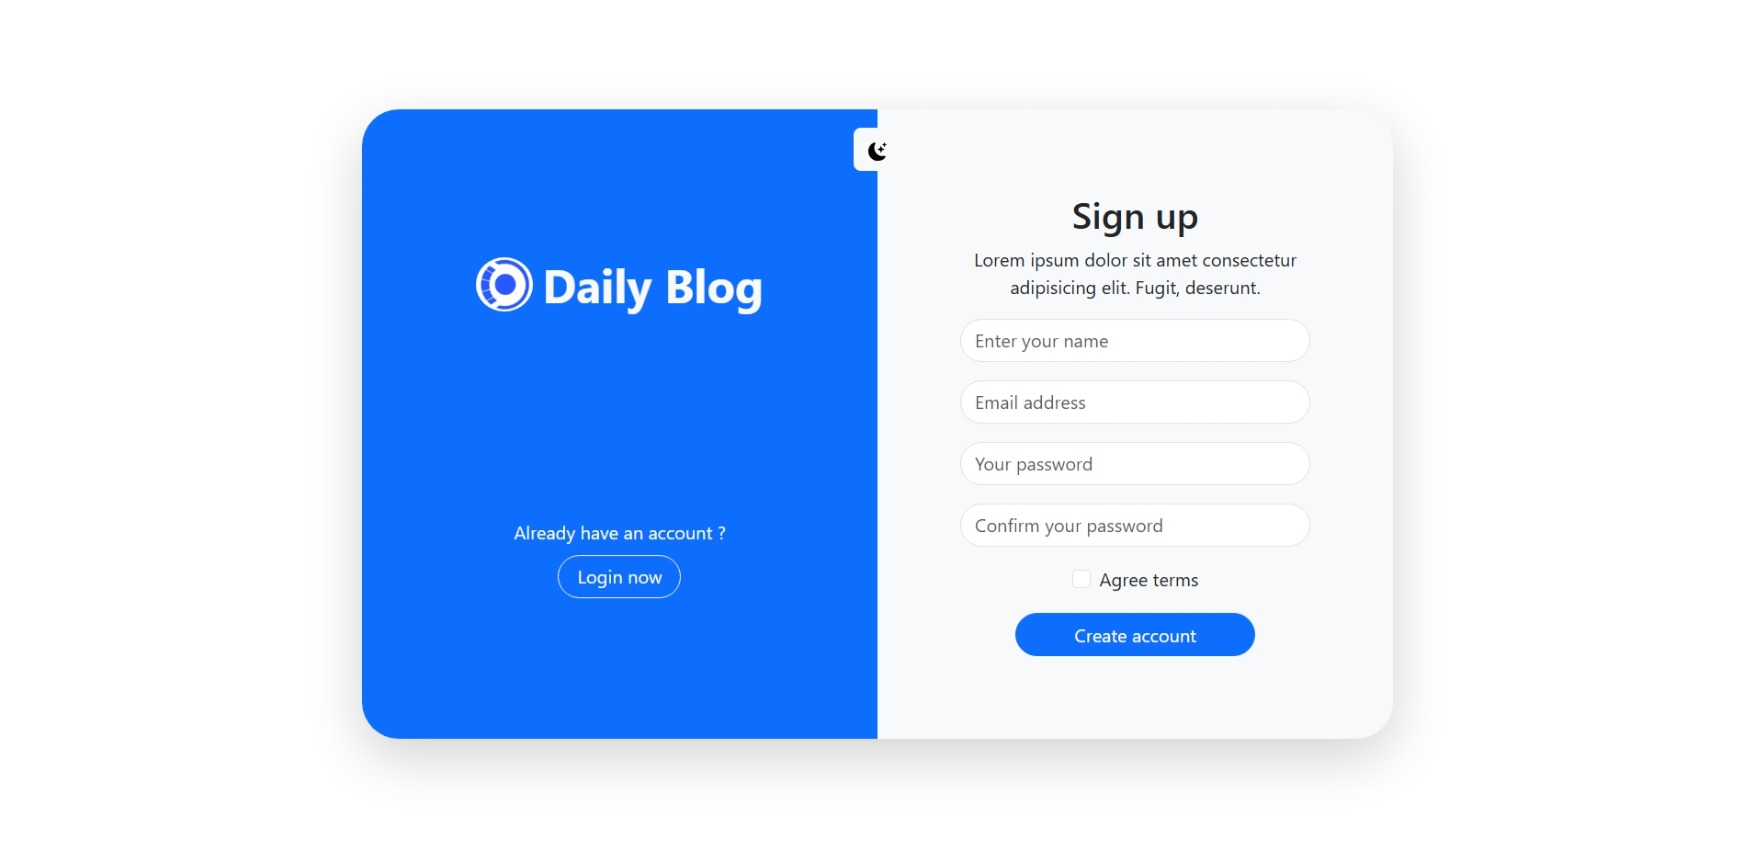 Daily Blog
Already have an account ?
Login now
Sign up
Lorem ipsum dolor sit amet consectetur
adipisicing elit. Fugit, deserunt.
Enter your name
Email address
Your password
Confirm your password
Agree terms
Create account